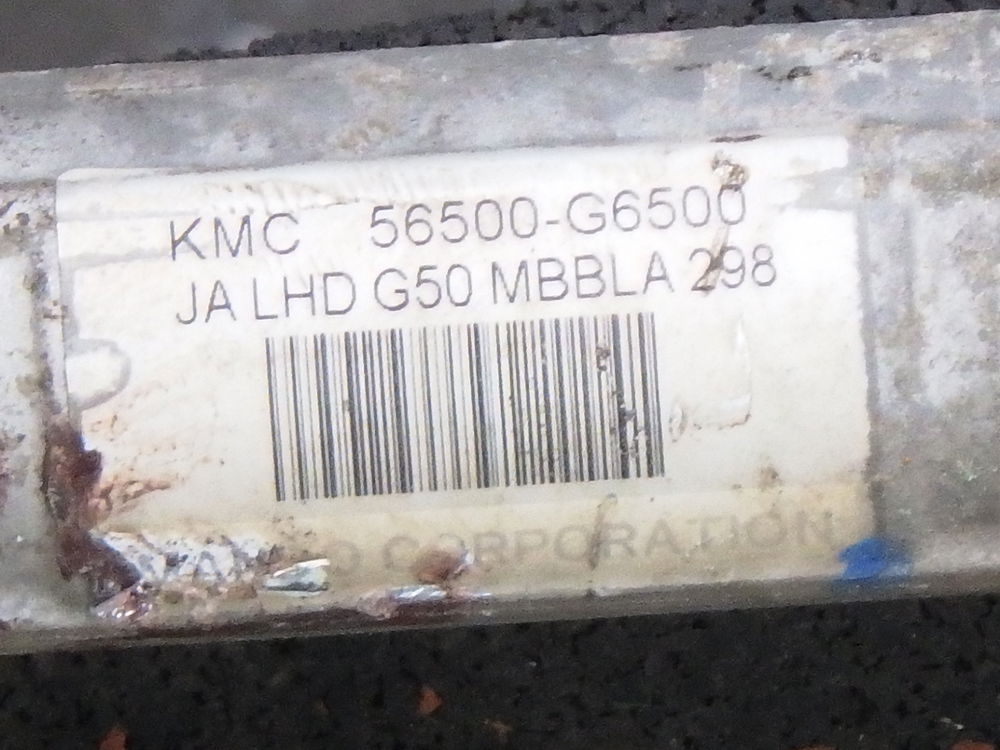 KMC 56500-G6500
JA LHD G50 MBBLA 298
CORPORATION